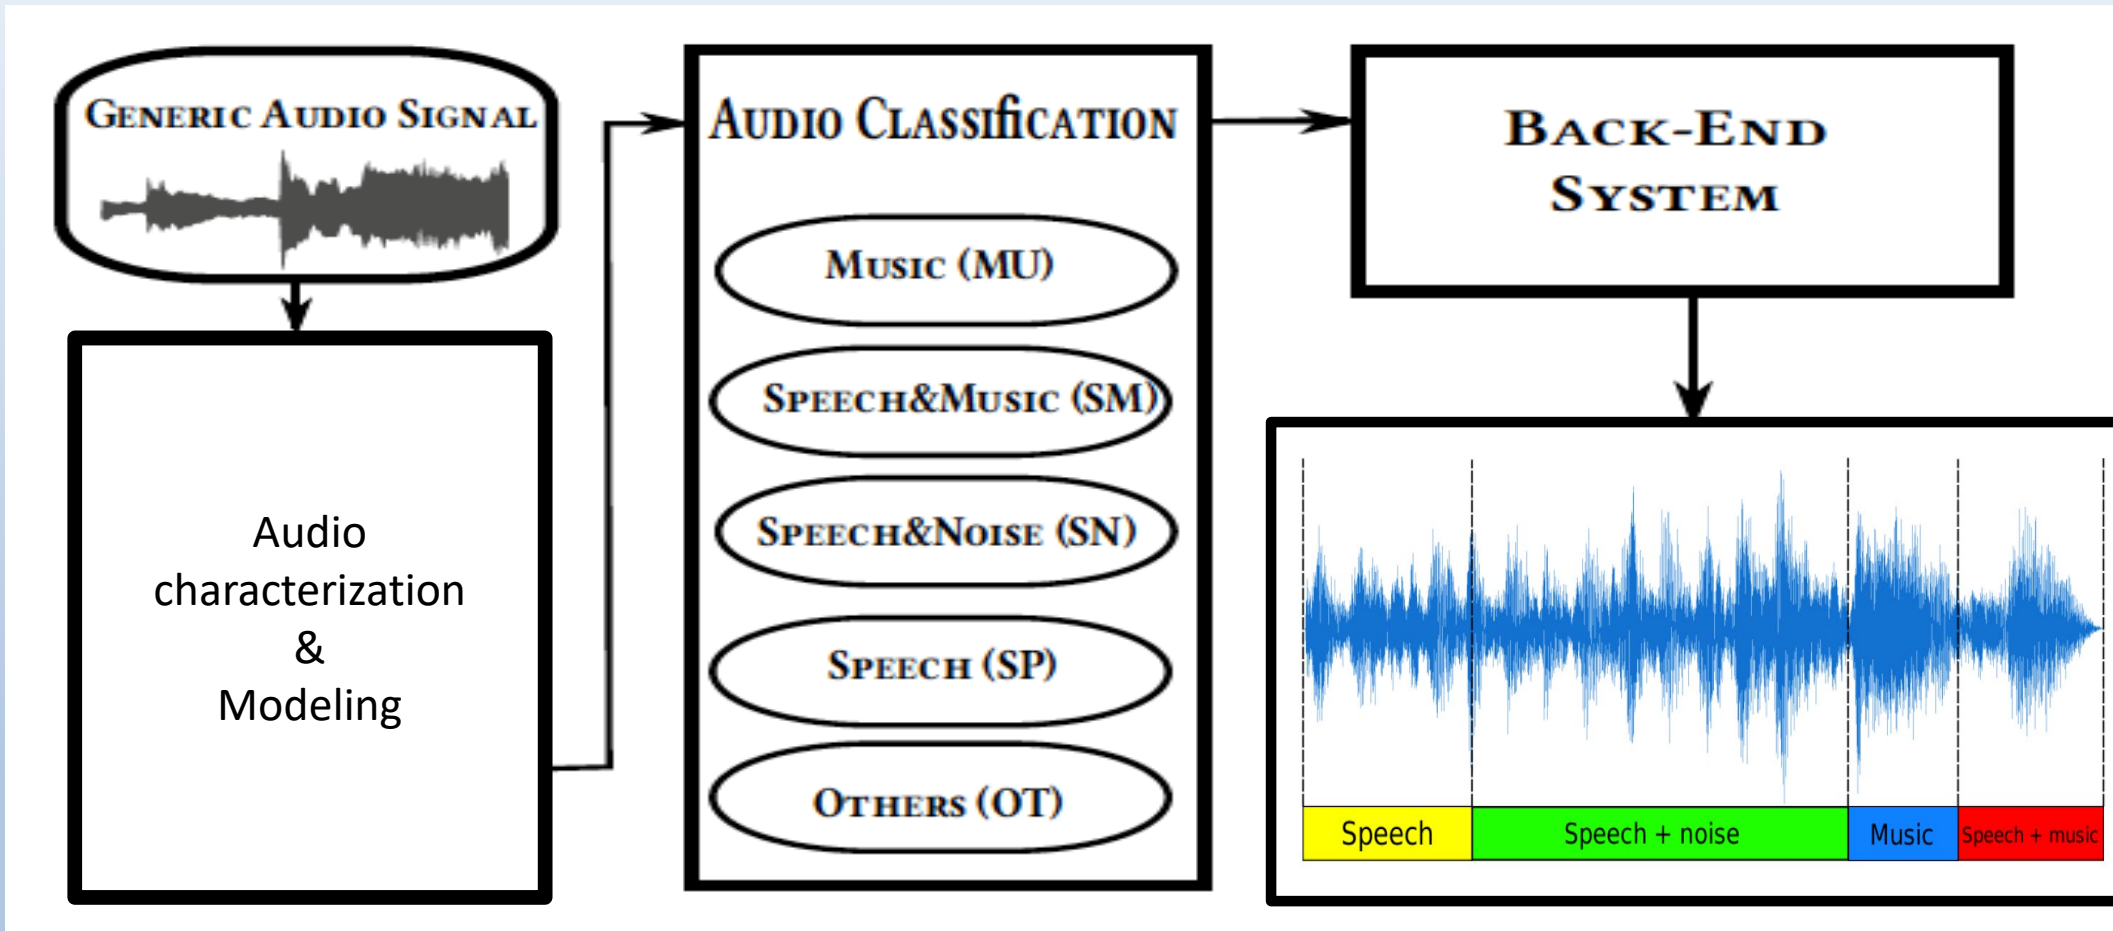 GENERIC AUDIO SIGNAL
Audio
characterization
&
Modeling
AUDIO CLASSIfiCATION
MUSIC (MU)
SPEECH&MUSIC (SM)
SPEECH&NOISE (SN)
SPEECH (SP)
OTHERS (OT)
BACK-END
SYSTEM
Speech
Speech + noise
Music
Speech + music